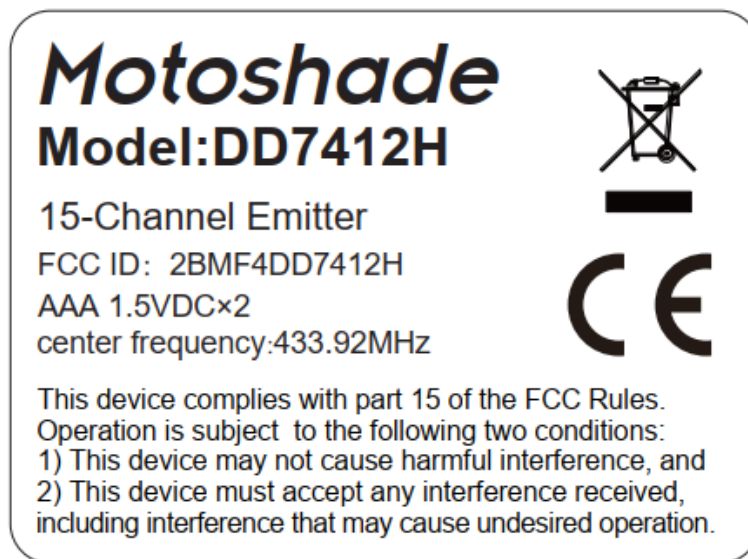 Motoshade
Model:DD7412H
15-Channel Emitter
FCC ID： 2BMF4DD7412H
AAA 1.5VDC×2
center frequency:433.92MHz
CE
This device complies with part 15 of the FCC Rules.
Operation is subject  to the following two conditions:
1) This device may not cause harmful interference, and
2) This device must accept any interference received,
including interference that may cause undesired operation.